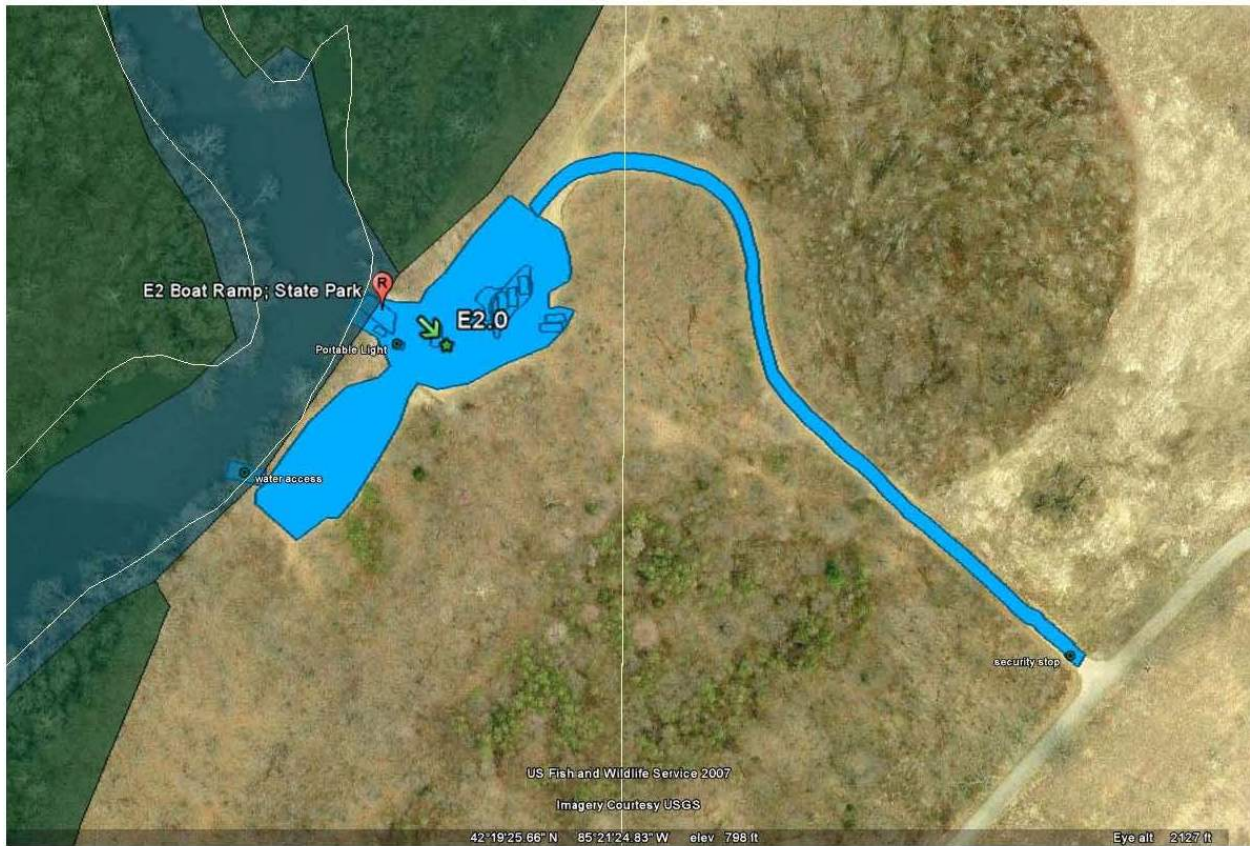 E2 Boat Ramp; State Park
R
E2.0
Portable Light
water access
security stop
US Fish and Wildlife Service 2007
Imagery Courtesy USGS
42°19'25.66" N 85°21'24.83" W elev 798 ft Eye alt 2127 ft